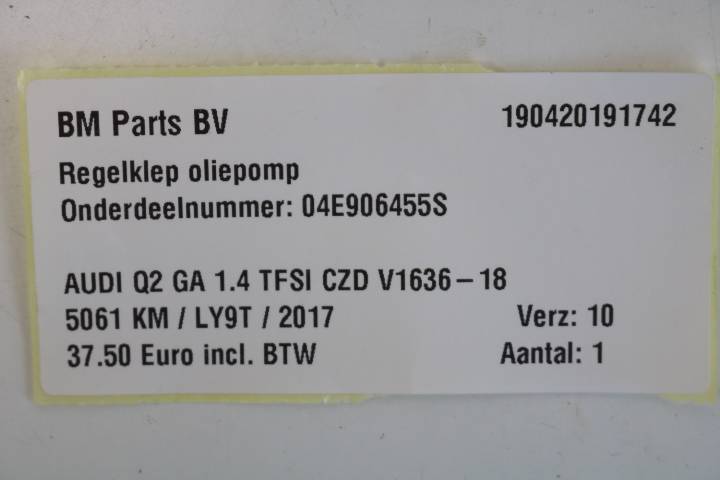 BM Parts BV 190420191742
Regelklep oliepomp
Onderdeelnummer: 04E906455S
AUDI Q2 GA 1.4 TFSI CZD V1636-18
5061 KM / LY9T / 2017 Verz: 10
37.50 Euro incl. BTW Aantal: 1